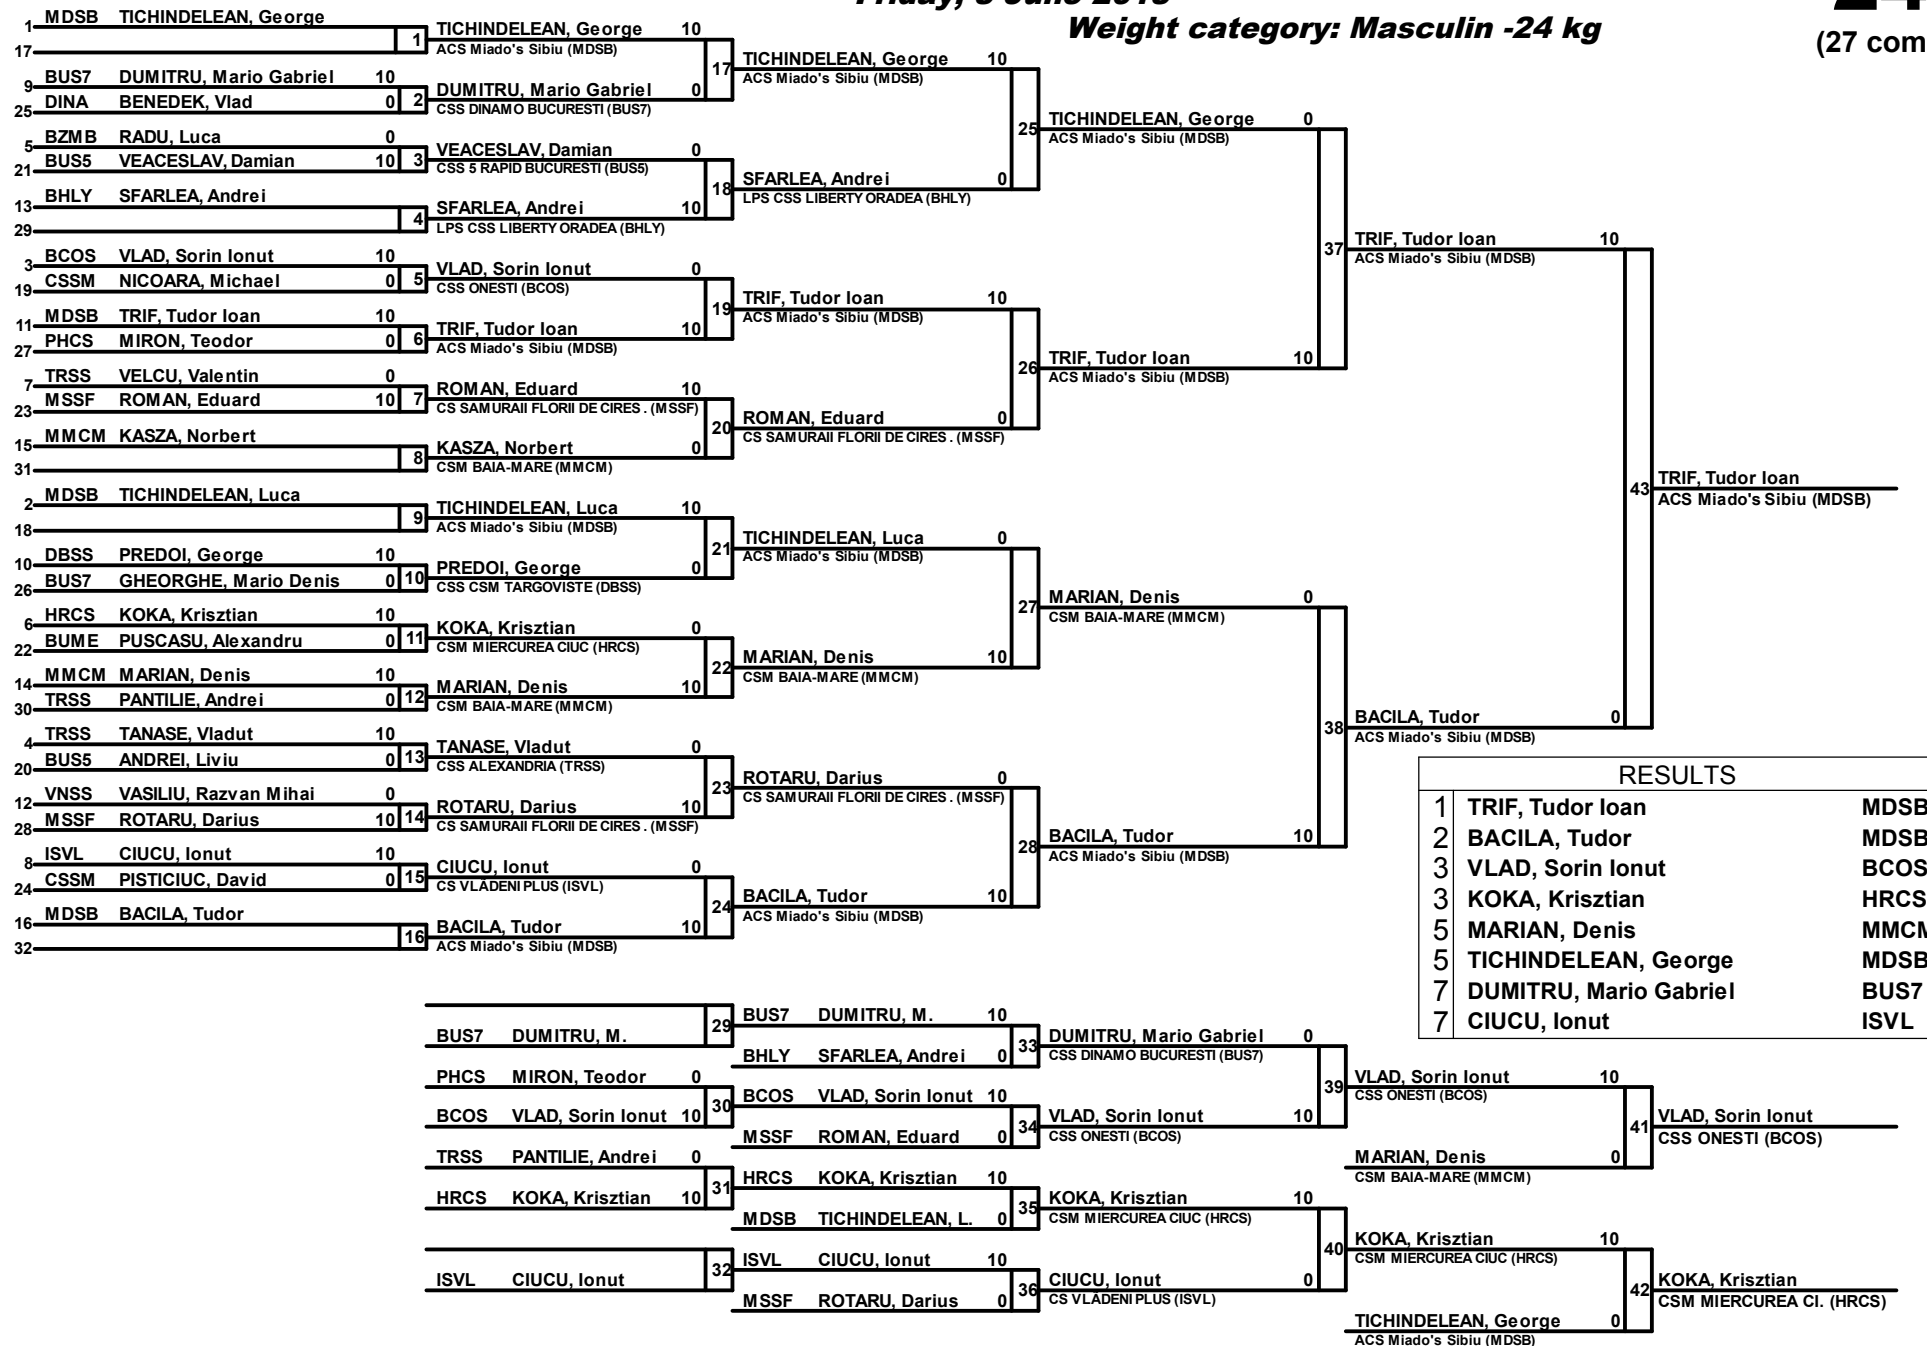 Weight category: Masculin -24 kg
(27 com
1 MDSB TICHINDELEAN, George
17
1
9 BUS7 DUMITRU, Mario Gabriel 10
25 DINA BENEDEK, Vlad 0
2
5 BZMB RADU, Luca 0
21 BUS5 VEACESLAV, Damian 10
3
13 BHLY SFARLEA, Andrei
29
4
3 BCOS VLAD, Sorin Ionut 10
19 CSSM NICOARA, Michael 0
5
11 MDSB TRIF, Tudor Ioan 10
27 PHCS MIRON, Teodor 0
6
7 TRSS VELCU, Valentin 0
23 MSSF ROMAN, Eduard 10
7
15 MMCM KASZA, Norbert
31
8
2 MDSB TICHINDELEAN, Luca
18
9
10 DBSS PREDOI, George 10
26 BUS7 GHEORGHE, Mario Denis 0
10
6 HRCS KOKA, Krisztian 10
22 BUME PUSCASU, Alexandru 0
11
14 MMCM MARIAN, Denis 10
30 TRSS PANTILIE, Andrei 0
12
4 TRSS TANASE, Vladut 10
20 BUS5 ANDREI, Liviu 0
13
12 VNSS VASILIU, Razvan Mihai 0
28 MSSF ROTARU, Darius 10
14
8 ISVL CIUCU, Ionut 10
24 CSSM PISTICIUC, David 0
15
16 MDSB BACILA, Tudor
32
16
TICHINDELEAN, George 10
ACS Miado's Sibiu (MDSB)
17
DUMITRU, Mario Gabriel 0
CSS DINAMO BUCURESTI (BUS7)
VEACESLAV, Damian 0
CSS 5 RAPID BUCURESTI (BUS5)
18
SFARLEA, Andrei 10
LPS CSS LIBERTY ORADEA (BHLY)
VLAD, Sorin Ionut 0
CSS ONESTI (BCOS)
19
TRIF, Tudor Ioan 10
ACS Miado's Sibiu (MDSB)
ROMAN, Eduard 10
CS SAMURAII FLORII DE CIRES . (MSSF)
20
KASZA, Norbert 0
CSM BAIA-MARE (MMCM)
TICHINDELEAN, Luca 10
ACS Miado's Sibiu (MDSB)
21
PREDOI, George 0
CSS CSM TARGOVISTE (DBSS)
KOKA, Krisztian 0
CSM MIERCUREA CIUC (HRCS)
22
MARIAN, Denis 10
CSM BAIA-MARE (MMCM)
TANASE, Vladut 0
CSS ALEXANDRIA (TRSS)
23
ROTARU, Darius 10
CS SAMURAII FLORII DE CIRES . (MSSF)
CIUCU, Ionut 0
CS VLĂDENI PLUS (ISVL)
24
BACILA, Tudor 10
ACS Miado's Sibiu (MDSB)
TICHINDELEAN, George 10
ACS Miado's Sibiu (MDSB)
25
SFARLEA, Andrei 0
LPS CSS LIBERTY ORADEA (BHLY)
TRIF, Tudor Ioan 10
ACS Miado's Sibiu (MDSB)
26
ROMAN, Eduard 0
CS SAMURAII FLORII DE CIRES . (MSSF)
TICHINDELEAN, Luca 0
ACS Miado's Sibiu (MDSB)
27
MARIAN, Denis 10
CSM BAIA-MARE (MMCM)
ROTARU, Darius 0
CS SAMURAII FLORII DE CIRES . (MSSF)
28
BACILA, Tudor 10
ACS Miado's Sibiu (MDSB)
TICHINDELEAN, George 0
ACS Miado's Sibiu (MDSB)
37
TRIF, Tudor Ioan 10
ACS Miado's Sibiu (MDSB)
MARIAN, Denis 0
CSM BAIA-MARE (MMCM)
38
BACILA, Tudor 10
ACS Miado's Sibiu (MDSB)
TRIF, Tudor Ioan 10
ACS Miado's Sibiu (MDSB)
43
BACILA, Tudor 0
ACS Miado's Sibiu (MDSB)
TRIF, Tudor Ioan
ACS Miado's Sibiu (MDSB)
RESULTS
1 TRIF, Tudor Ioan MDSB
2 BACILA, Tudor MDSB
3 VLAD, Sorin Ionut BCOS
3 KOKA, Krisztian HRCS
5 MARIAN, Denis MMCM
5 TICHINDELEAN, George MDSB
7 DUMITRU, Mario Gabriel BUS7
7 CIUCU, Ionut ISVL
BUS7 DUMITRU, M.
29
PHCS MIRON, Teodor 0
BCOS VLAD, Sorin Ionut 10
30
TRSS PANTILIE, Andrei 0
HRCS KOKA, Krisztian 10
31
ISVL CIUCU, Ionut
32
BUS7 DUMITRU, M. 10
BHLY SFARLEA, Andrei 0
33
BCOS VLAD, Sorin Ionut 10
MSSF ROMAN, Eduard 0
34
HRCS KOKA, Krisztian 10
MDSB TICHINDELEAN, L. 0
35
ISVL CIUCU, Ionut 10
MSSF ROTARU, Darius 0
36
DUMITRU, Mario Gabriel 0
CSS DINAMO BUCURESTI (BUS7)
39
VLAD, Sorin Ionut 10
CSS ONESTI (BCOS)
KOKA, Krisztian 10
CSM MIERCUREA CIUC (HRCS)
40
CIUCU, Ionut 0
CS VLĂDENI PLUS (ISVL)
VLAD, Sorin Ionut 10
CSS ONESTI (BCOS)
41
MARIAN, Denis 0
CSM BAIA-MARE (MMCM)
KOKA, Krisztian 10
CSM MIERCUREA CIUC (HRCS)
42
TICHINDELEAN, George 0
ACS Miado's Sibiu (MDSB)
VLAD, Sorin Ionut
CSS ONESTI (BCOS)
KOKA, Krisztian
CSM MIERCUREA CI. (HRCS)